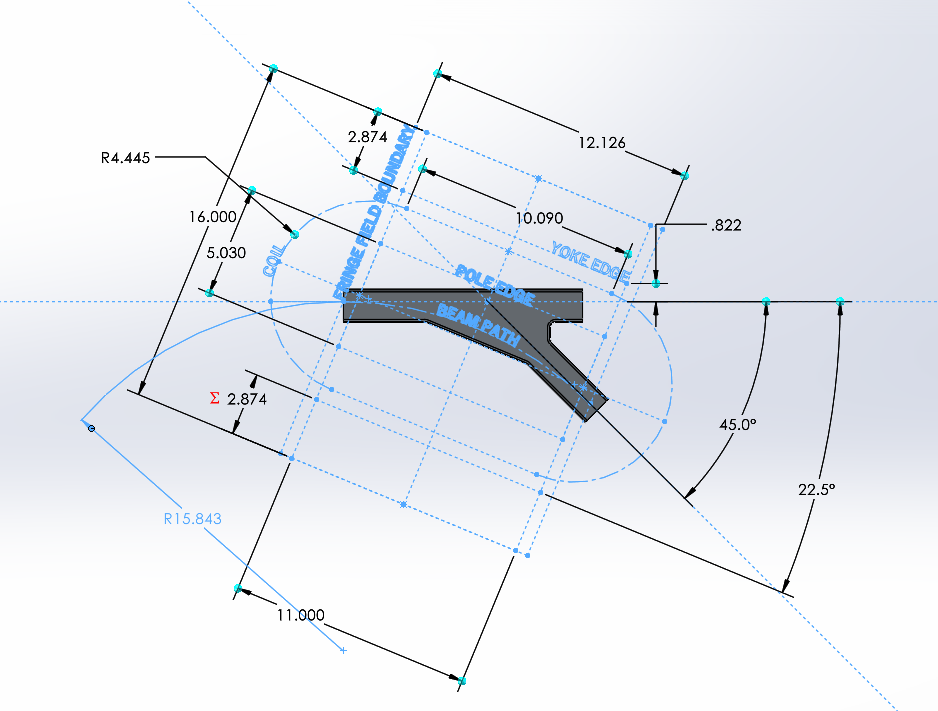 2.874
12.126
R4.445
16.000
10.090
.822
5.030
COIL
FRINGE FIELD BOUNDARY
YOKE EDGE
POLE EDGE
BEAM PATH
Σ 2.874
45.0°
22.5°
R15.843
11.000